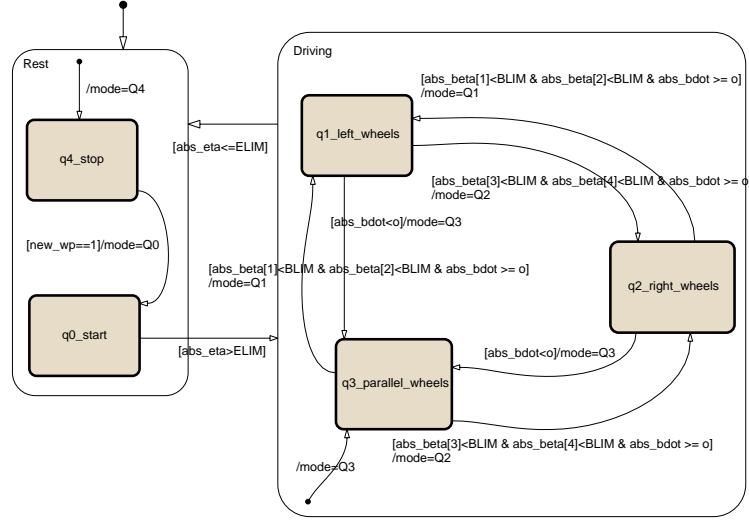 Rest
/mode=Q4
q4_stop
[new_wp==1]/mode=Q0
q0_start
[abs_eta<=ELIM]
[abs_eta>ELIM]
Driving
[abs_beta[1]<BLIM & abs_beta[2]<BLIM & abs_bdot >= o]
/mode=Q1
q1_left_wheels
[abs_beta[3]<BLIM & abs_beta[4]<BLIM & abs_bdot >= o
/mode=Q2
[abs_bdot<o]/mode=Q3
[abs_beta[1]<BLIM & abs_beta[2]<BLIM & abs_bdot >= o]
/mode=Q1
q2_right_wheels
[abs_bdot<o]/mode=Q3
q3_parallel_wheels
[abs_beta[3]<BLIM & abs_beta[4]<BLIM & abs_bdot >= o]
/mode=Q2
/mode=Q3